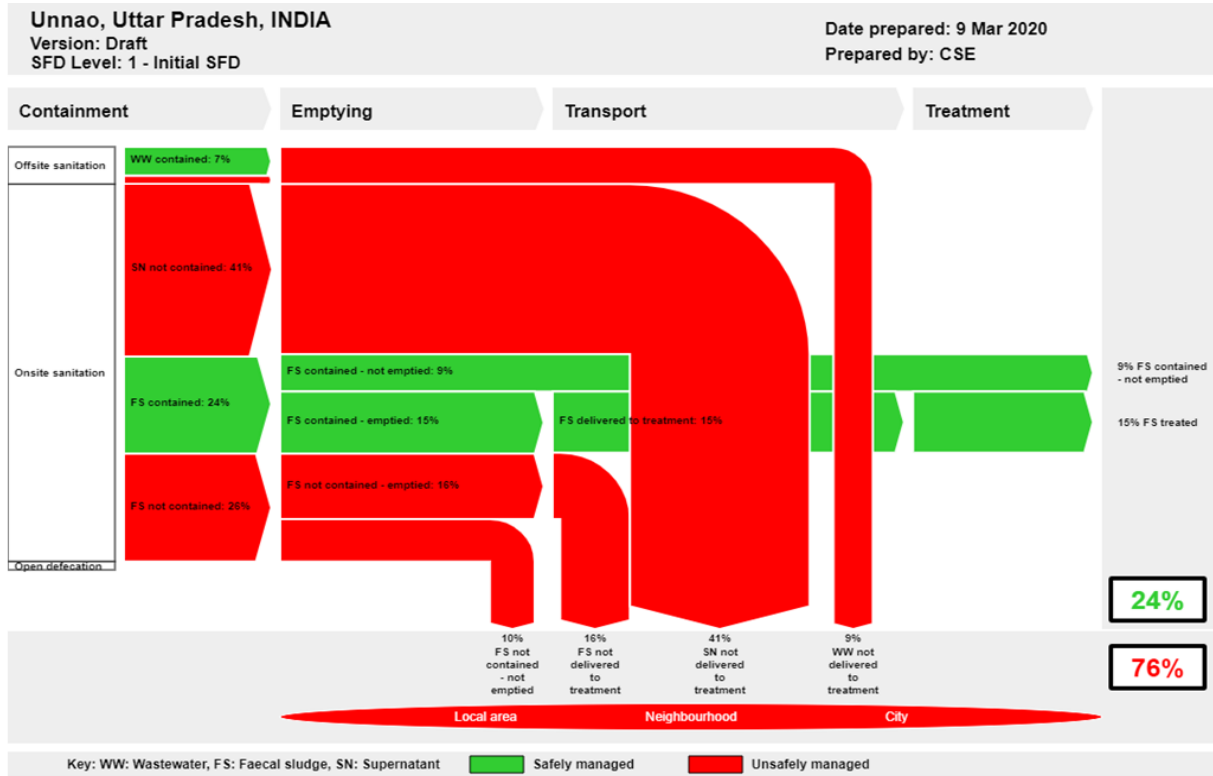 Unnao, Uttar Pradesh, INDIA
Version: Draft
SFD Level: 1 - Initial SFD
Date prepared: 9 Mar 2020
Prepared by: CSE
Containment
Emptying
Transport
Treatment
Offsite sanitation
WW contained: 7%
SN not contained: 41%
Onsite sanitation
FS contained: 24%
FS not contained: 26%
Open defecation
FS contained - not emptied: 9%
FS contained - emptied: 15%
FS delivered to treatment: 15%
FS not contained - emptied: 16%
9% FS contained
- not emptied
15% FS treated
24%
76%
10%
FS not
contained
- not
emptied
16%
FS not
delivered
to
treatment
41%
SN not
delivered
to
treatment
9%
WW not
delivered
to
treatment
Local area
Neighbourhood
City
Key: WW: Wastewater, FS: Faecal sludge, SN: Supernatant
Safely managed
Unsafely managed